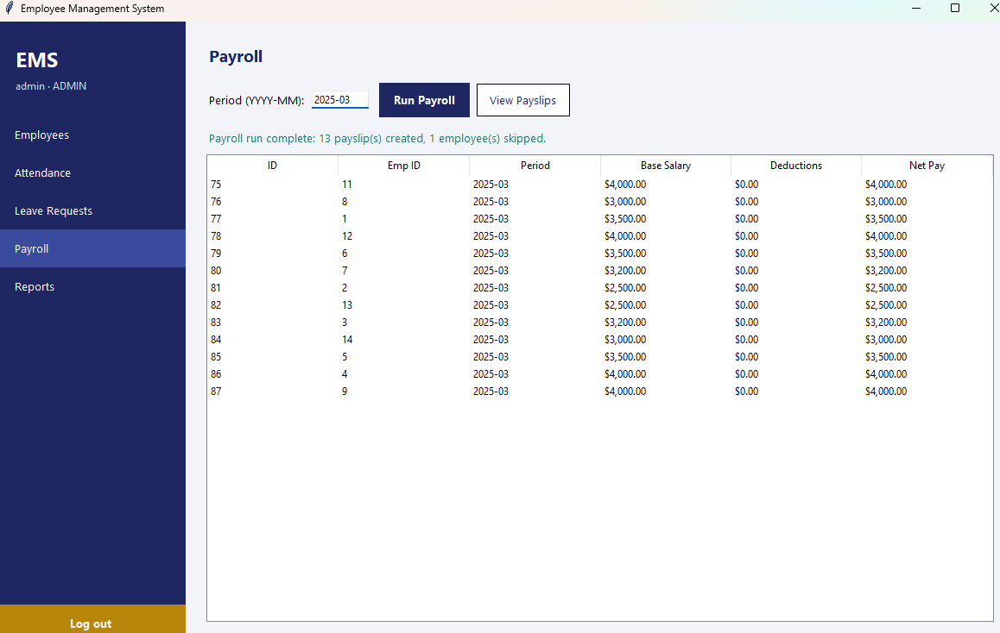 Employee Management System
EMS
admin · ADMIN
Employees
Attendance
Leave Requests
Payroll
Reports
Log out
Payroll
Period (YYYY-MM): 2025-03 Run Payroll View Payslips
Payroll run complete: 13 payslip(s) created, 1 employee(s) skipped.
ID Emp ID Period Base Salary Deductions Net Pay
75 11 2025-03 $4,000.00 $0.00 $4,000.00
76 8 2025-03 $3,000.00 $0.00 $3,000.00
77 1 2025-03 $3,500.00 $0.00 $3,500.00
78 12 2025-03 $4,000.00 $0.00 $4,000.00
79 6 2025-03 $3,500.00 $0.00 $3,500.00
80 7 2025-03 $3,200.00 $0.00 $3,200.00
81 2 2025-03 $2,500.00 $0.00 $2,500.00
82 13 2025-03 $2,500.00 $0.00 $2,500.00
83 3 2025-03 $3,200.00 $0.00 $3,200.00
84 14 2025-03 $3,000.00 $0.00 $3,000.00
85 5 2025-03 $3,500.00 $0.00 $3,500.00
86 4 2025-03 $4,000.00 $0.00 $4,000.00
87 9 2025-03 $4,000.00 $0.00 $4,000.00